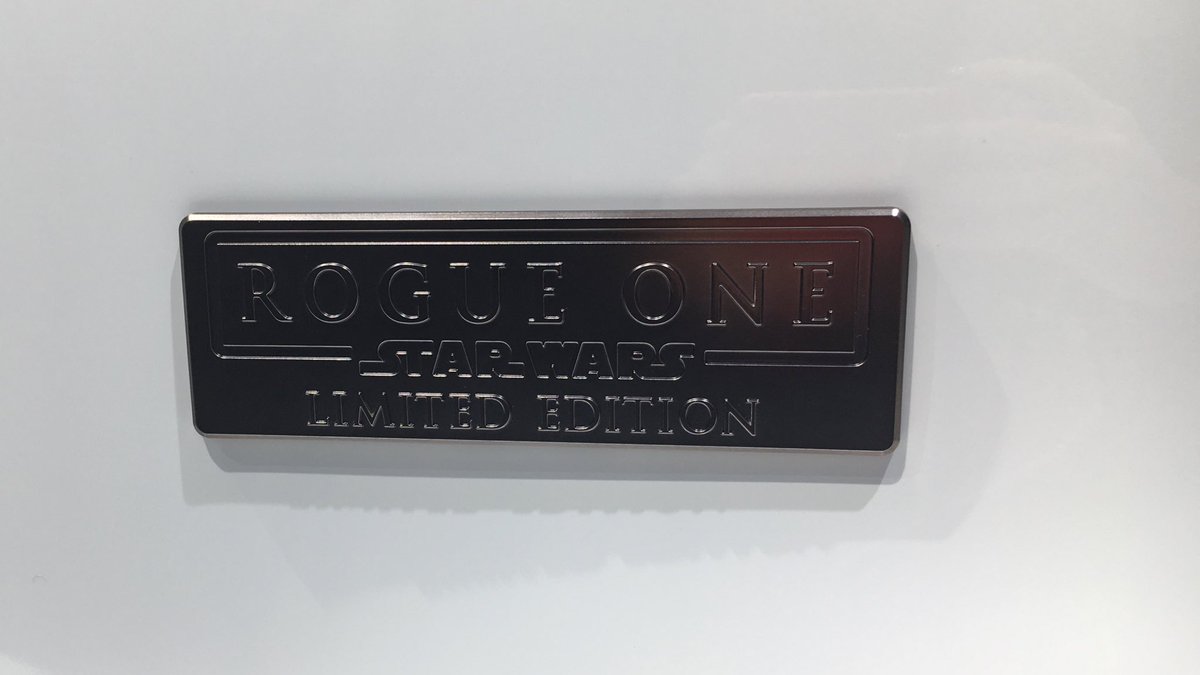 ROGUE ONE
STAR WARS
LIMITED EDITION